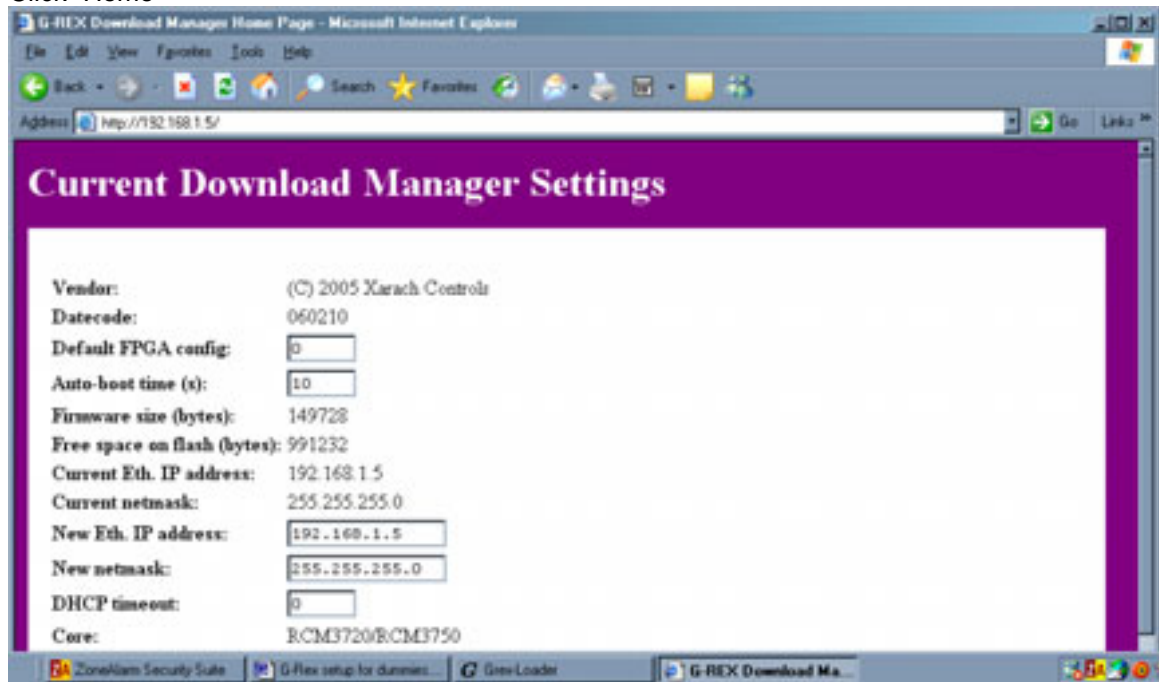 G-REX Download Manager Home Page - Microsoft Internet Explorer
File Edit View Favorites Tools Help
Back Search Favorites
Address http://192.168.1.5/ Go Links »
Current Download Manager Settings
Vendor: (C) 2005 Xarach Controls
Datecode: 060210
Default FPGA config: 0
Auto-boot time (s): 10
Firmware size (bytes): 149728
Free space on flash (bytes): 991232
Current Eth. IP address: 192.168.1.5
Current netmask: 255.255.255.0
New Eth. IP address: 192.168.1.5
New netmask: 255.255.255.0
DHCP timeout: 0
Core: RCM3720/RCM3750
ZoneAlarm Security Suite G-Rex setup for dummies... Grex-Loader G-REX Download Ma...